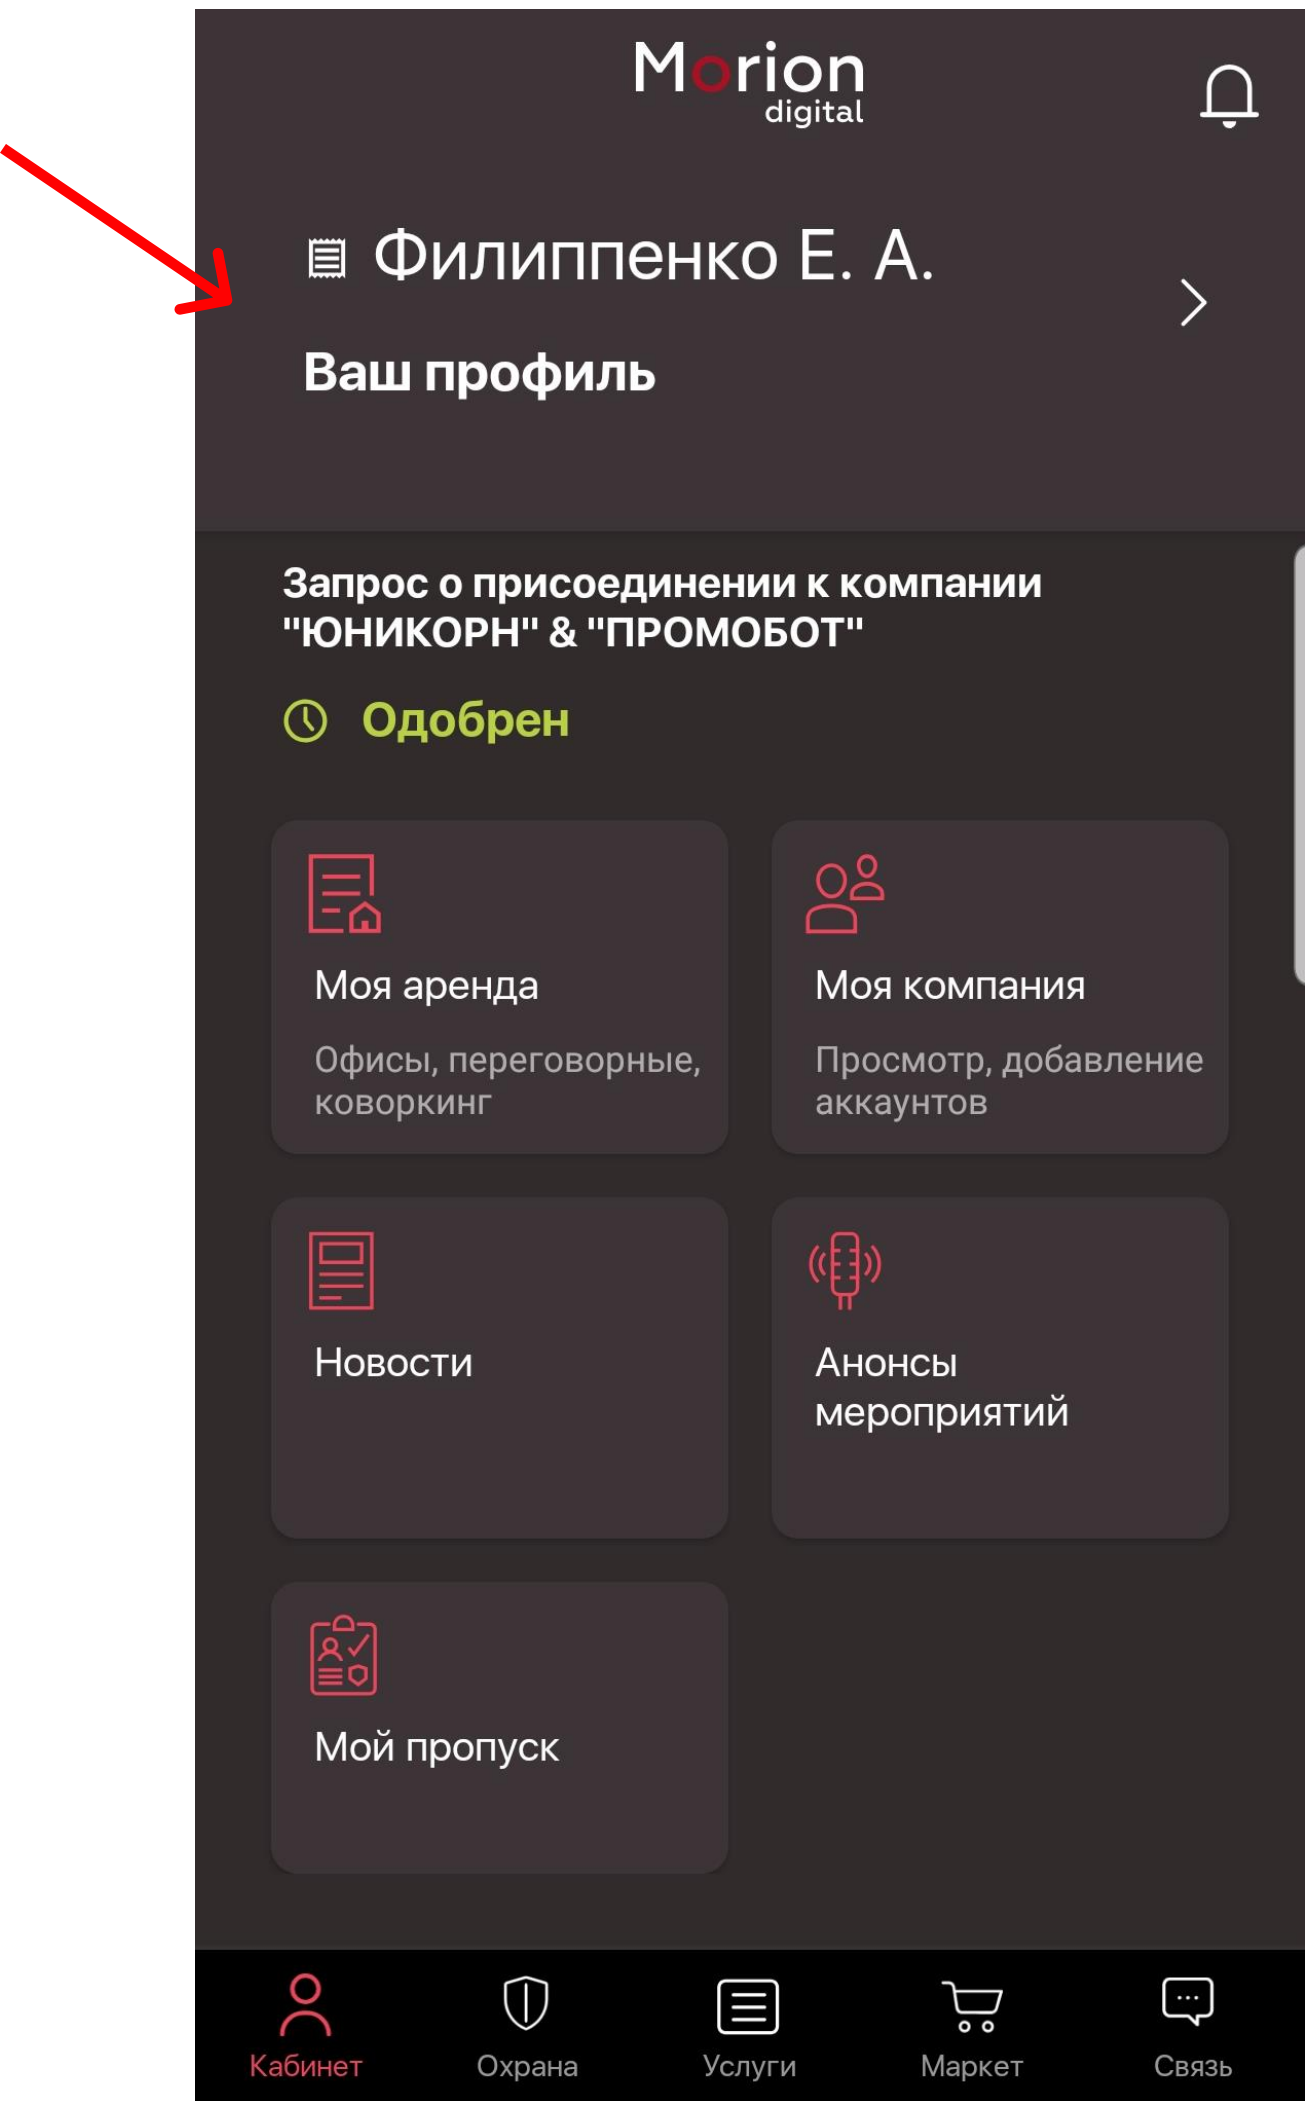 Morion
digital
Филиппенко Е. А.
Ваш профиль
Запрос о присоединении к компании
"ЮНИКОРН" & "ПРОМОБОТ"
Одобрен
Моя аренда
Офисы, переговорные,
коворкинг
Моя компания
Просмотр, добавление
аккаунтов
Новости
Анонсы
мероприятий
Мой пропуск
Кабинет
Охрана
Услуги
Маркет
Связь